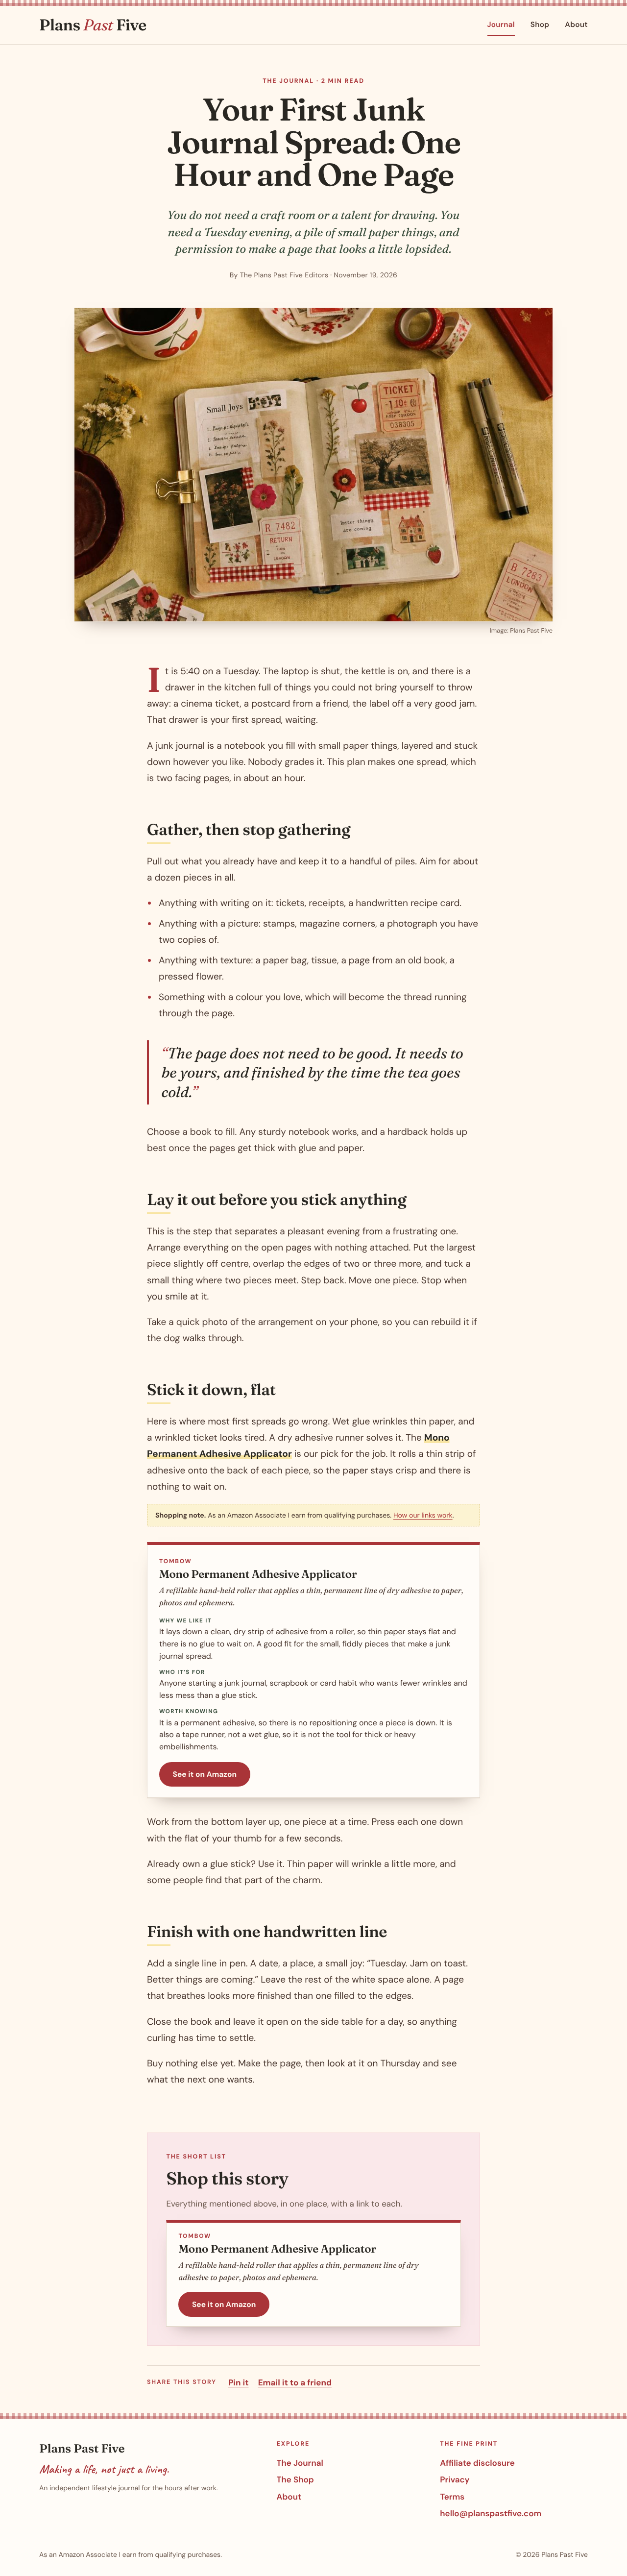 Plans Past Five
Journal
Shop
About
THE JOURNAL · 2 MIN READ
Your First Junk
Journal Spread: One
Hour and One Page
You do not need a craft room or a talent for drawing. You
need a Tuesday evening, a pile of small paper things, and
permission to make a page that looks a little lopsided.
By The Plans Past Five Editors · November 19, 2026
Small Joys
TICKET
038305
R 7482
RETURN
better things
are coming
B 7283
LONDON
Image: Plans Past Five
It is 5:40 on a Tuesday. The laptop is shut, the kettle is on, and there is a
drawer in the kitchen full of things you could not bring yourself to throw
away: a cinema ticket, a postcard from a friend, the label off a very good jam.
That drawer is your first spread, waiting.
A junk journal is a notebook you fill with small paper things, layered and stuck
down however you like. Nobody grades it. This plan makes one spread, which
is two facing pages, in about an hour.
Gather, then stop gathering
Pull out what you already have and keep it to a handful of piles. Aim for about
a dozen pieces in all.
• Anything with writing on it: tickets, receipts, a handwritten recipe card.
• Anything with a picture: stamps, magazine corners, a photograph you have
two copies of.
• Anything with texture: a paper bag, tissue, a page from an old book, a
pressed flower.
• Something with a colour you love, which will become the thread running
through the page.
“The page does not need to be good. It needs to
be yours, and finished by the time the tea goes
cold.”
Choose a book to fill. Any sturdy notebook works, and a hardback holds up
best once the pages get thick with glue and paper.
Lay it out before you stick anything
This is the step that separates a pleasant evening from a frustrating one.
Arrange everything on the open pages with nothing attached. Put the largest
piece slightly off centre, overlap the edges of two or three more, and tuck a
small thing where two pieces meet. Step back. Move one piece. Stop when
you smile at it.
Take a quick photo of the arrangement on your phone, so you can rebuild it if
the dog walks through.
Stick it down, flat
Here is where most first spreads go wrong. Wet glue wrinkles thin paper, and
a wrinkled ticket looks tired. A dry adhesive runner solves it. The Mono
Permanent Adhesive Applicator is our pick for the job. It rolls a thin strip of
adhesive onto the back of each piece, so the paper stays crisp and there is
nothing to wait on.
Shopping note. As an Amazon Associate I earn from qualifying purchases. How our links work.
TOMBOW
Mono Permanent Adhesive Applicator
A refillable hand-held roller that applies a thin, permanent line of dry adhesive to paper,
photos and ephemera.
WHY WE LIKE IT
It lays down a clean, dry strip of adhesive from a roller, so thin paper stays flat and
there is no glue to wait on. A good fit for the small, fiddly pieces that make a junk
journal spread.
WHO IT'S FOR
Anyone starting a junk journal, scrapbook or card habit who wants fewer wrinkles and
less mess than a glue stick.
WORTH KNOWING
It is a permanent adhesive, so there is no repositioning once a piece is down. It is
also a tape runner, not a wet glue, so it is not the tool for thick or heavy
embellishments.
See it on Amazon
Work from the bottom layer up, one piece at a time. Press each one down
with the flat of your thumb for a few seconds.
Already own a glue stick? Use it. Thin paper will wrinkle a little more, and
some people find that part of the charm.
Finish with one handwritten line
Add a single line in pen. A date, a place, a small joy: “Tuesday. Jam on toast.
Better things are coming.” Leave the rest of the white space alone. A page
that breathes looks more finished than one filled to the edges.
Close the book and leave it open on the side table for a day, so anything
curling has time to settle.
Buy nothing else yet. Make the page, then look at it on Thursday and see
what the next one wants.
THE SHORT LIST
Shop this story
Everything mentioned above, in one place, with a link to each.
TOMBOW
Mono Permanent Adhesive Applicator
A refillable hand-held roller that applies a thin, permanent line of dry
adhesive to paper, photos and ephemera.
See it on Amazon
SHARE THIS STORY
Pin it
Email it to a friend
Plans Past Five
Making a life, not just a living.
An independent lifestyle journal for the hours after work.
EXPLORE
The Journal
The Shop
About
THE FINE PRINT
Affiliate disclosure
Privacy
Terms
hello@planspastfive.com
As an Amazon Associate I earn from qualifying purchases.
© 2026 Plans Past Five